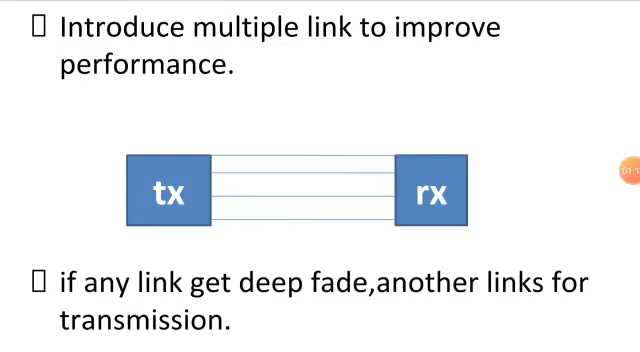 Introduce multiple link to improve
performance.
tx
rx
if any link get deep fade,another links for
transmission.